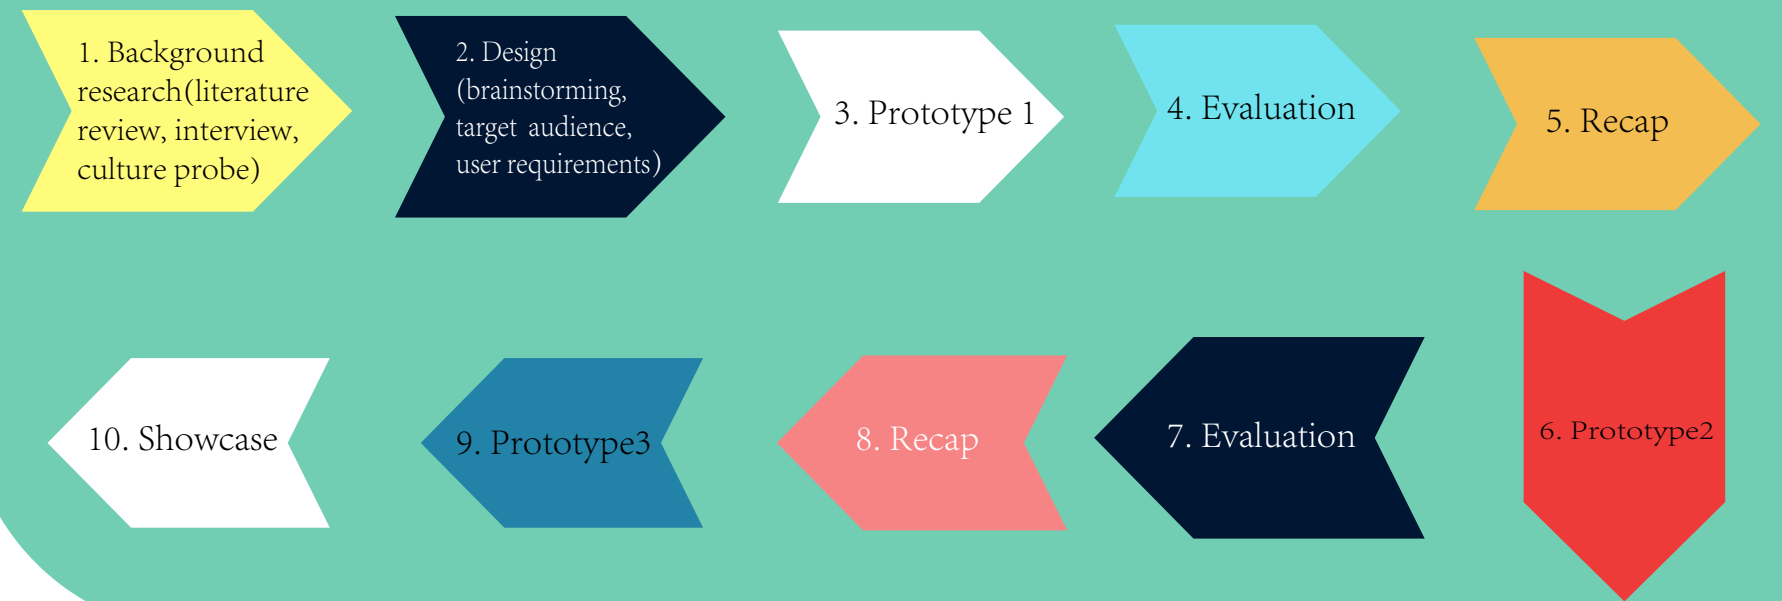 1. Background
research(literature
review, interview,
culture probe)
2. Design
(brainstorming,
target audience,
user requirements)
3. Prototype 1
4. Evaluation
5. Recap
6. Prototype2
7. Evaluation
8. Recap
9. Prototype3
10. Showcase